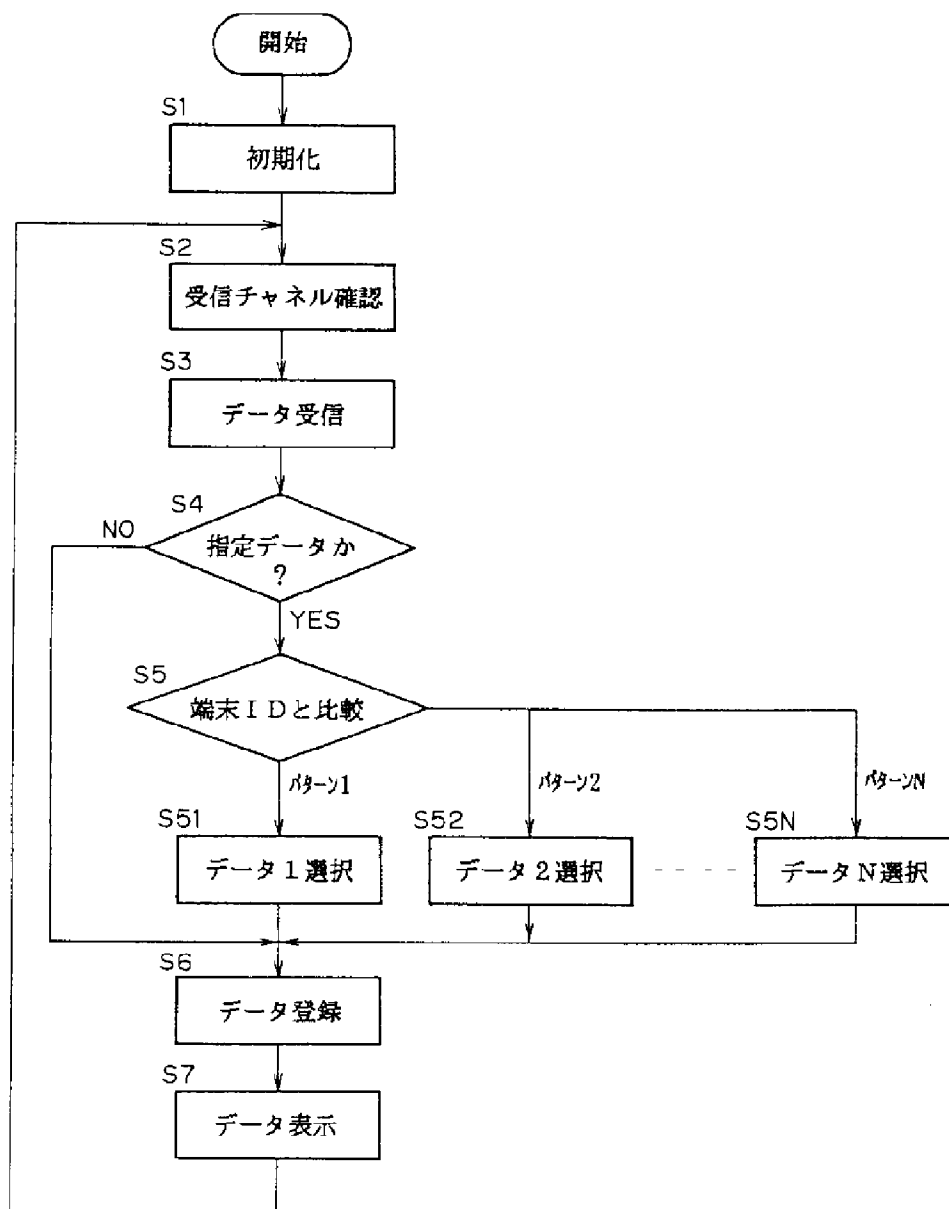 開始
S1
初期化
S2
受信チャネル確認
S3
データ受信
S4
NO
指定データか
?
YES
S5
端末IDと比較
パターン1
パターン2
パターンN
S51
データ1選択
S52
データ2選択
S5N
データN選択
S6
データ登録
S7
データ表示